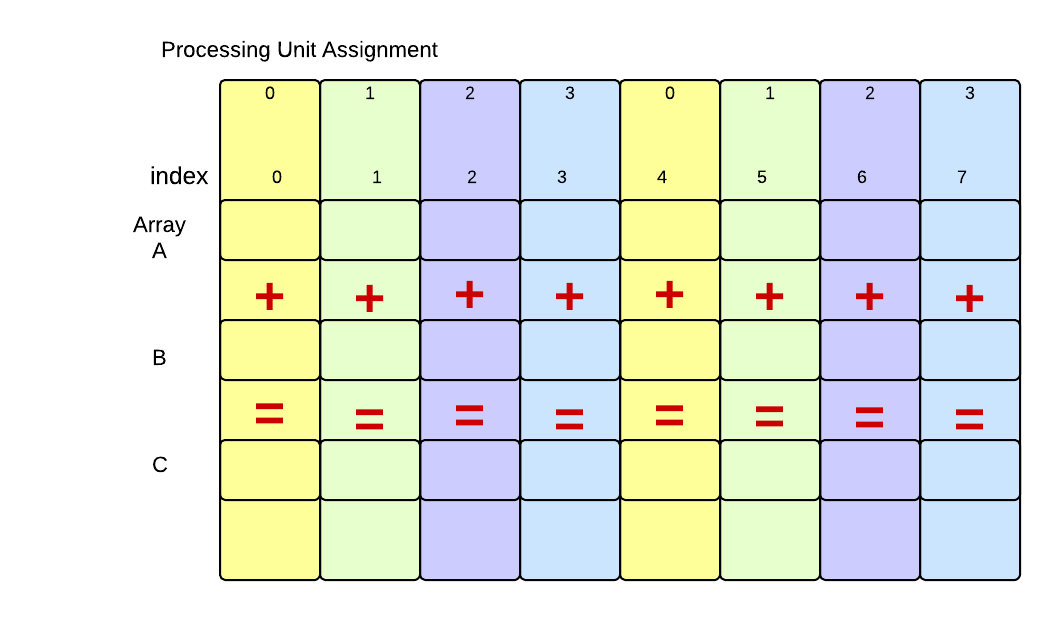 Processing Unit Assignment
0 1 2 3 0 1 2 3
index 0 1 2 3 4 5 6 7
Array
A
+ + + + + + + +
B
= = = = = = = =
C